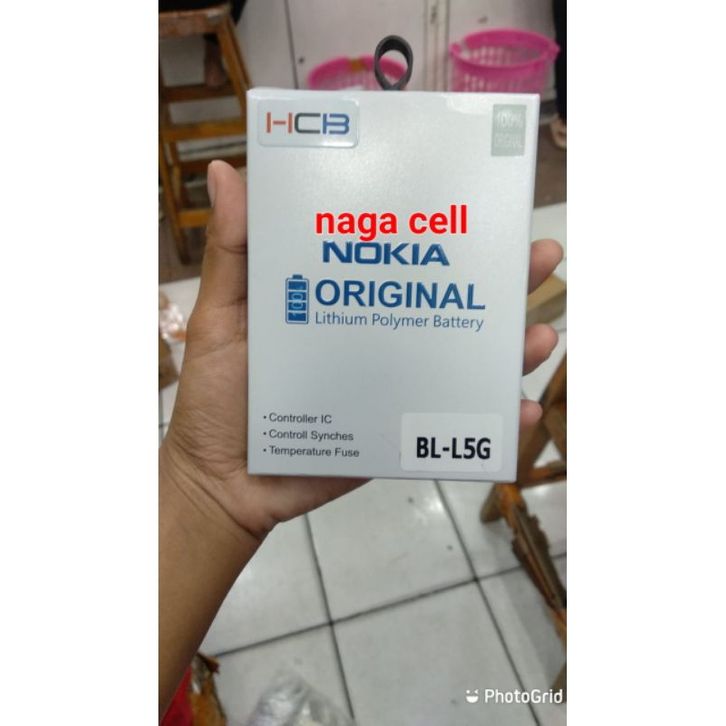 HCB
100%
ORIGINAL
naga cell
NOKIA
ORIGINAL
Lithium Polymer Battery
• Controller IC
• Controll Synches
• Temperature Fuse
BL-L5G
PhotoGrid